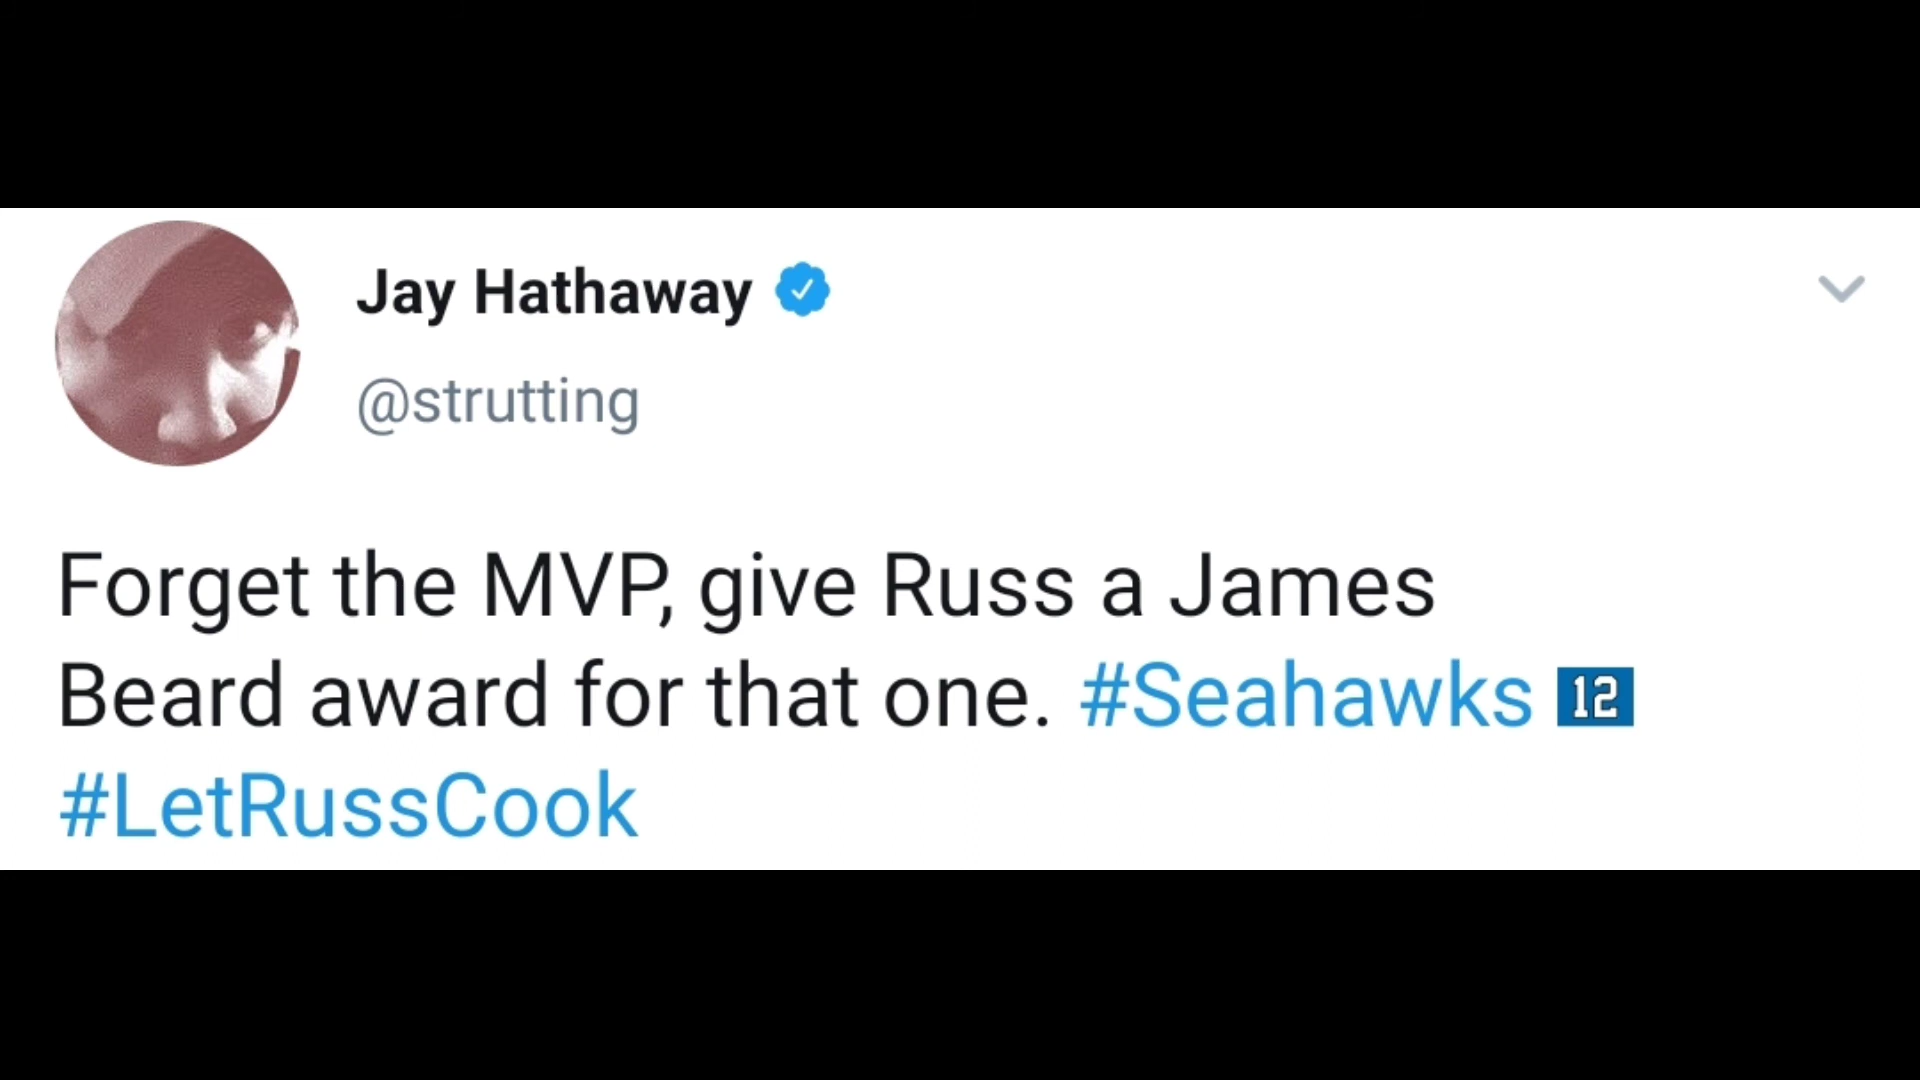 Jay Hathaway
@strutting
Forget the MVP, give Russ a James
Beard award for that one. #Seahawks 12
#LetRussCook